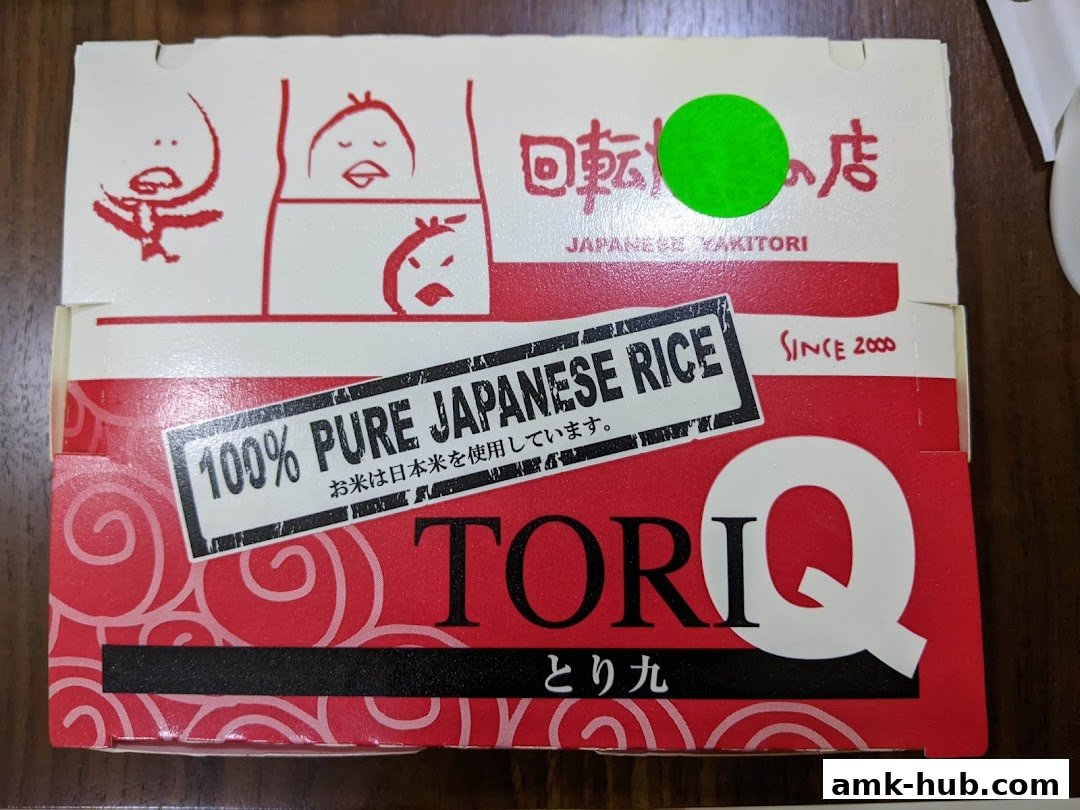 回転
の店
JAPANESE YAKITORI
SINCE 2000
100% PURE JAPANESE RICE
お米は日本米を使用しています。
TORI Q
とり九
amk-hub.com